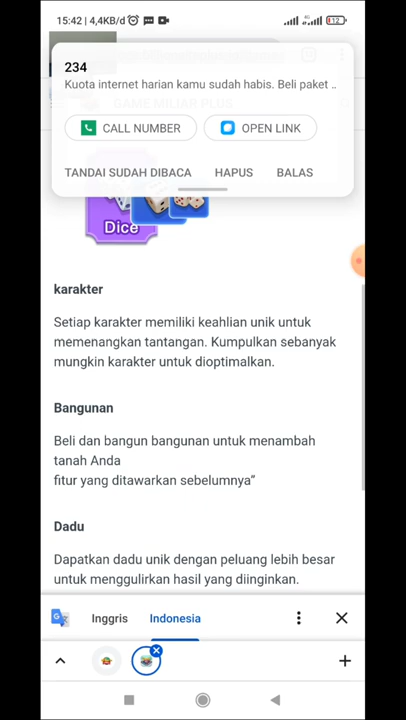 15:42 | 4,4KB/d
4G
12
234
Kuota internet harian kamu sudah habis. Beli paket ..
CALL NUMBER
OPEN LINK
GAME MILIAR PLUS
TANDAI SUDAH DIBACA HAPUS BALAS
Dice
karakter
Setiap karakter memiliki keahlian unik untuk
memenangkan tantangan. Kumpulkan sebanyak
mungkin karakter untuk dioptimalkan.
Bangunan
Beli dan bangun bangunan untuk menambah
tanah Anda
fitur yang ditawarkan sebelumnya”
Dadu
Dapatkan dadu unik dengan peluang lebih besar
untuk menggulirkan hasil yang diinginkan.
Inggris Indonesia